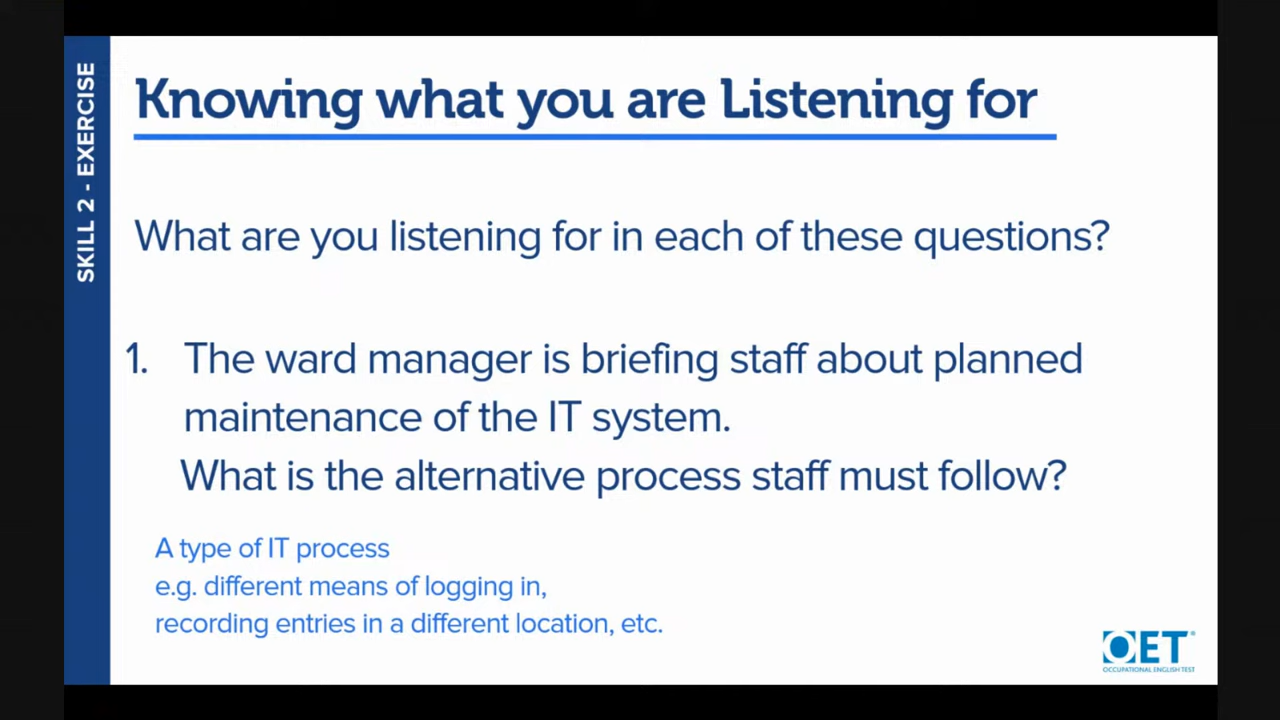 SKILL 2 - EXERCISE
Knowing what you are Listening for
What are you listening for in each of these questions?
1. The ward manager is briefing staff about planned
maintenance of the IT system.
What is the alternative process staff must follow?
A type of IT process
e.g. different means of logging in,
recording entries in a different location, etc.
OET®
OCCUPATIONAL ENGLISH TEST